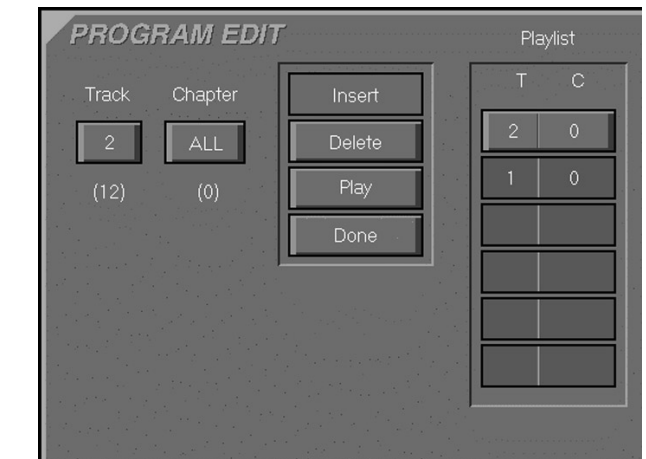 PROGRAM EDIT
Track Chapter
2 ALL
(12) (0)
Insert
Delete
Play
Done
Playlist
T C
2 0
1 0